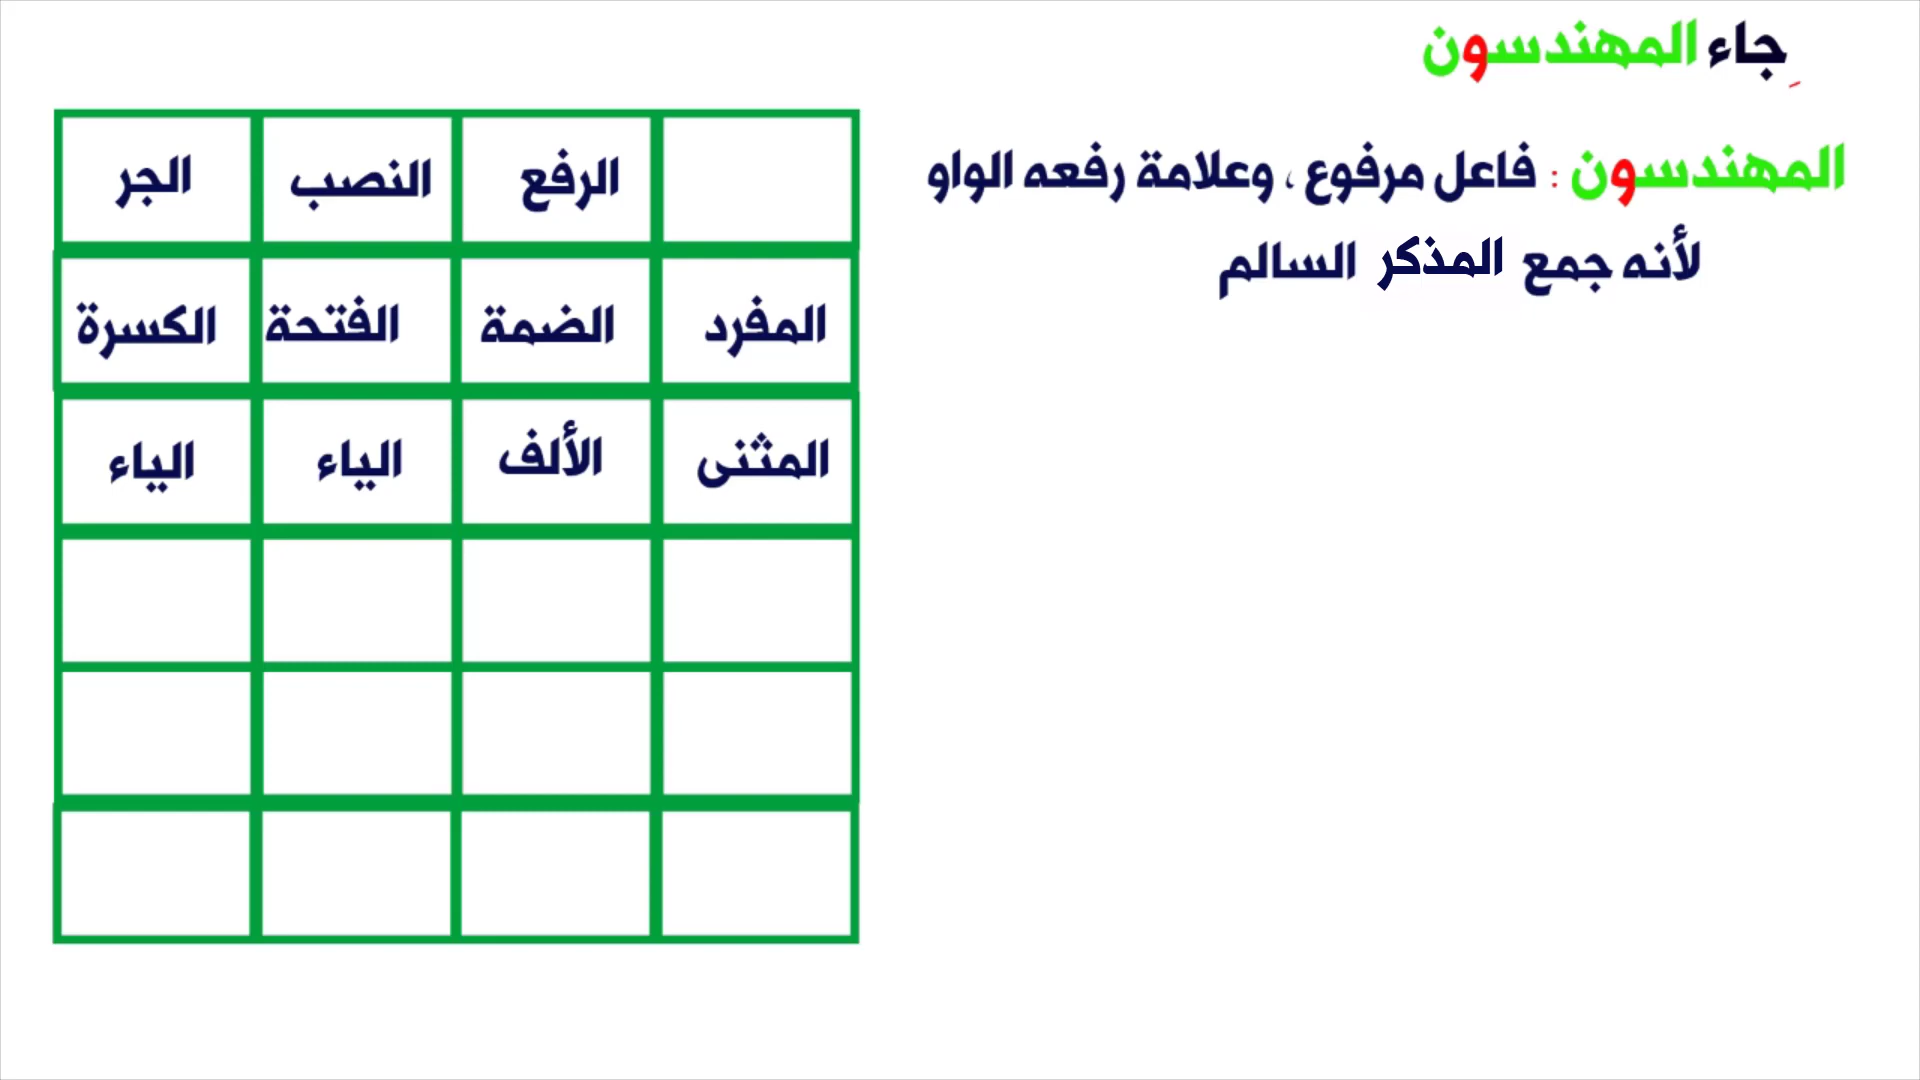 جاء المهندسون
المهندسون : فاعل مرفوع ، وعلامة رفعه الواو
لأنه جمع المذكر السالم
الرفع النصب الجر
المفرد الضمة الفتحة الكسرة
المثنى الألف الياء الياء